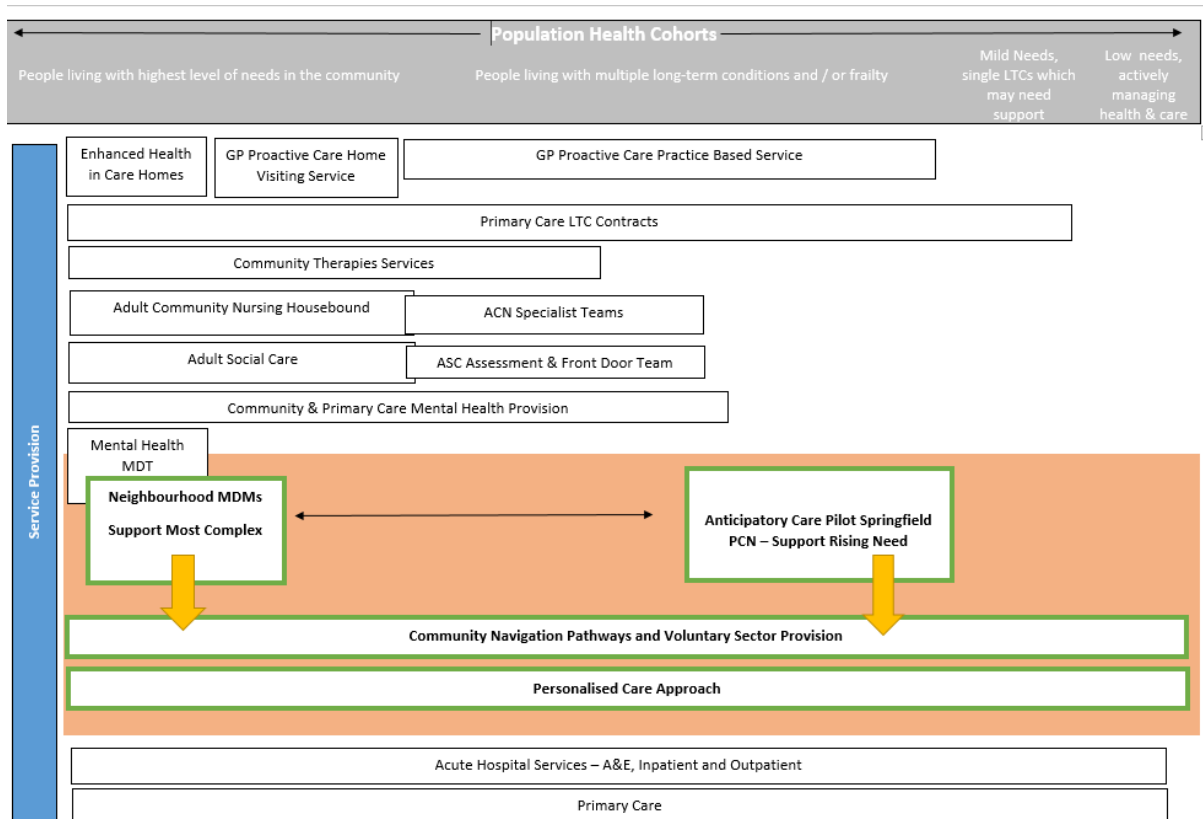 Population Health Cohorts
People living with highest level of needs in the community
People living with multiple long-term conditions and / or frailty
Mild Needs,
single LTCs which
may need
support
Low needs,
actively
managing
health & care
Service Provision
Enhanced Health
in Care Homes
GP Proactive Care Home
Visiting Service
GP Proactive Care Practice Based Service
Primary Care LTC Contracts
Community Therapies Services
Adult Community Nursing Housebound
ACN Specialist Teams
Adult Social Care
ASC Assessment & Front Door Team
Community & Primary Care Mental Health Provision
Mental Health
MDT
Neighbourhood MDMs
Support Most Complex
Anticipatory Care Pilot Springfield
PCN – Support Rising Need
Community Navigation Pathways and Voluntary Sector Provision
Personalised Care Approach
Acute Hospital Services – A&E, Inpatient and Outpatient
Primary Care